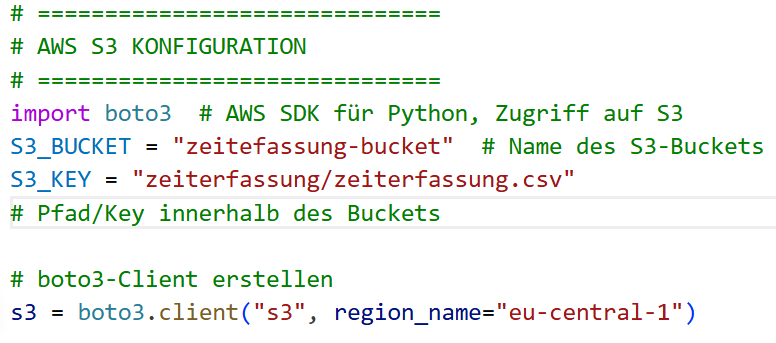 # ==============================
# AWS S3 KONFIGURATION
# ==============================
import boto3  # AWS SDK für Python, Zugriff auf S3
S3_BUCKET = "zeitefassung-bucket"  # Name des S3-Buckets
S3_KEY = "zeiterfassung/zeiterfassung.csv"
# Pfad/Key innerhalb des Buckets
# boto3-Client erstellen
s3 = boto3.client("s3", region_name="eu-central-1")